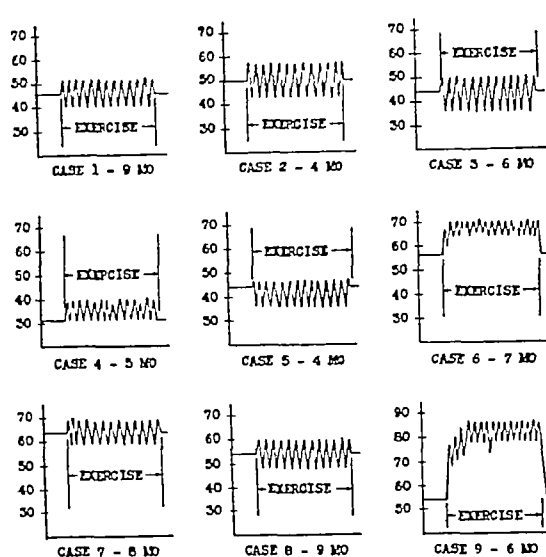 70
60
50
40
30
EXERCISE
CASE 1 - 9 MO
70
60
50
40
30
EXERCISE
CASE 2 - 4 MO
70
60
50
40
30
EXERCISE
CASE 3 - 6 MO
70
60
50
40
30
EXERCISE
CASE 4 - 5 MO
70
60
50
40
30
EXERCISE
CASE 5 - 4 MO
70
60
50
40
30
EXERCISE
CASE 6 - 7 MO
70
60
50
40
30
EXERCISE
CASE 7 - 8 MO
70
60
50
40
30
EXERCISE
CASE 8 - 9 MO
90
80
70
60
50
EXERCISE
CASE 9 - 6 MO